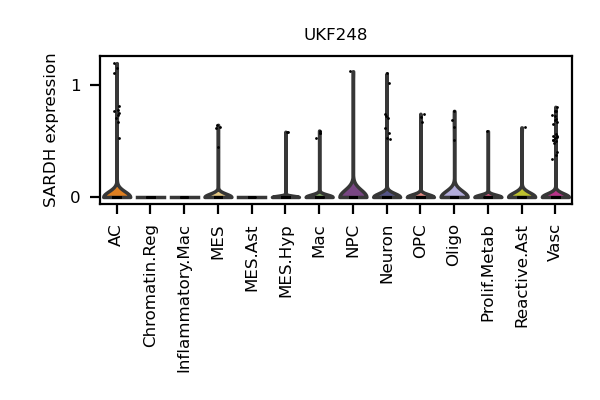 UKF248
SARDH expression
1
0
AC
Chromatin.Reg
Inflammatory.Mac
MES
MES.Ast
MES.Hyp
Mac
NPC
Neuron
OPC
Oligo
Prolif.Metab
Reactive.Ast
Vasc